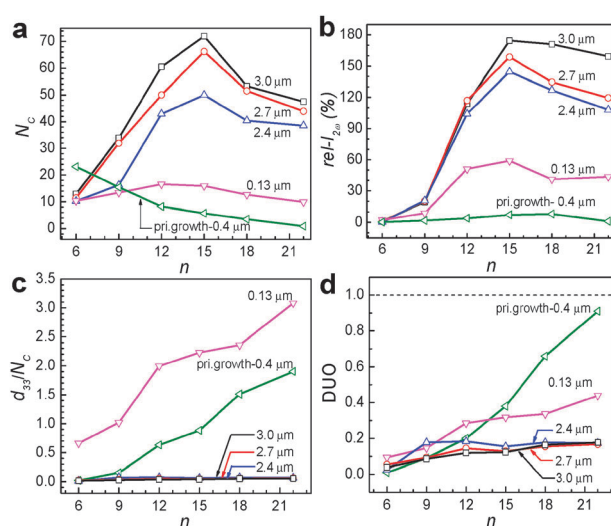 a
70
60
50
40
30
20
10
0
N_c
3.0 µm
2.7 µm
2.4 µm
0.13 µm
pri.growth-0.4 µm
6 9 12 15 18 21
n
b
180
150
120
90
60
30
0
rel-I_2ω (%)
3.0 µm
2.7 µm
2.4 µm
0.13 µm
pri.growth- 0.4 µm
6 9 12 15 18 21
n
c
3.5
3.0
2.5
2.0
1.5
1.0
0.5
0.0
d_33/N_c
0.13 µm
pri.growth-0.4 µm
3.0 µm
2.7 µm
2.4 µm
6 9 12 15 18 21
n
d
1.0
0.8
0.6
0.4
0.2
0.0
DUO
pri.growth-0.4 µm
0.13 µm
2.4 µm
2.7 µm
3.0 µm
6 9 12 15 18 21
n